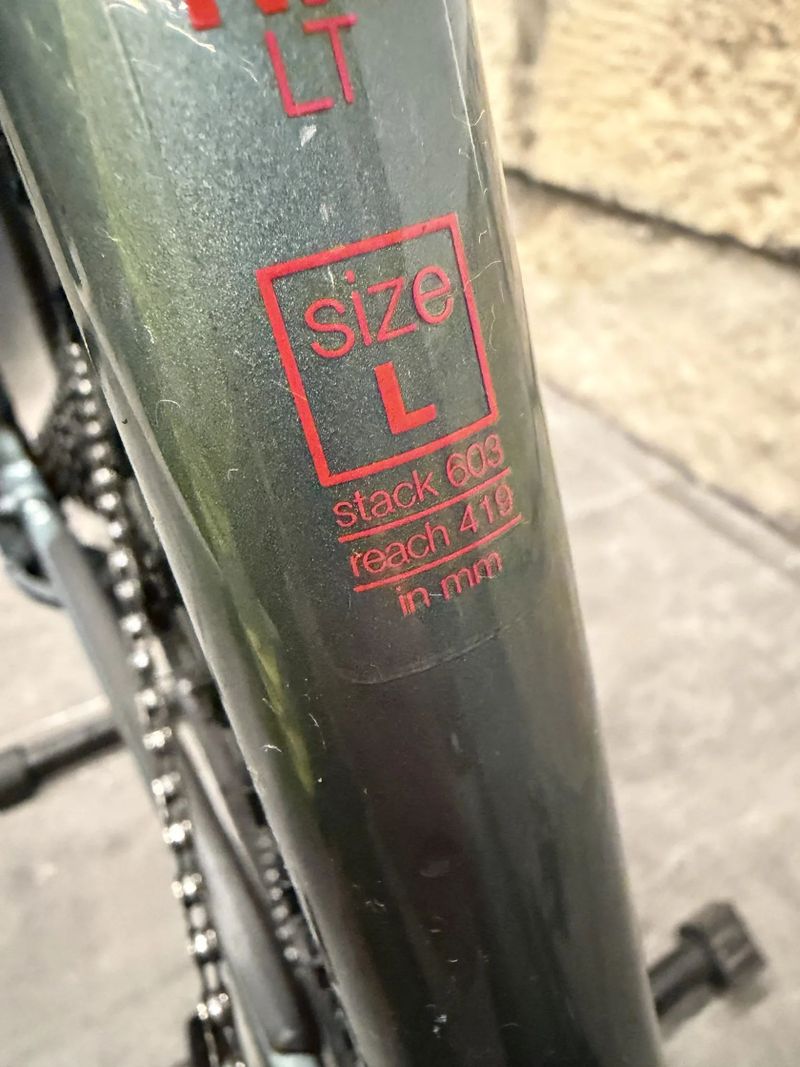 LT
size
L
stack 603
reach 419
in mm